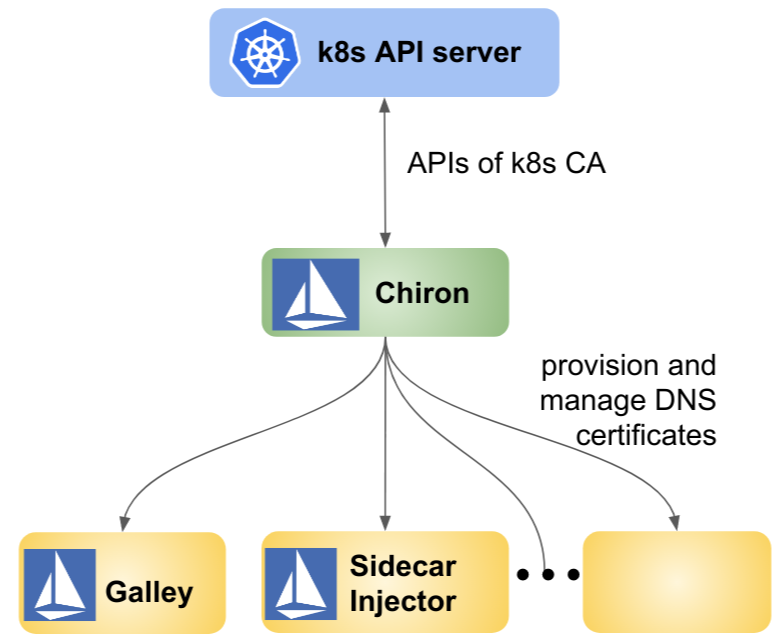 k8s API server
APIs of k8s CA
Chiron
provision and
manage DNS
certificates
Galley
Sidecar
Injector